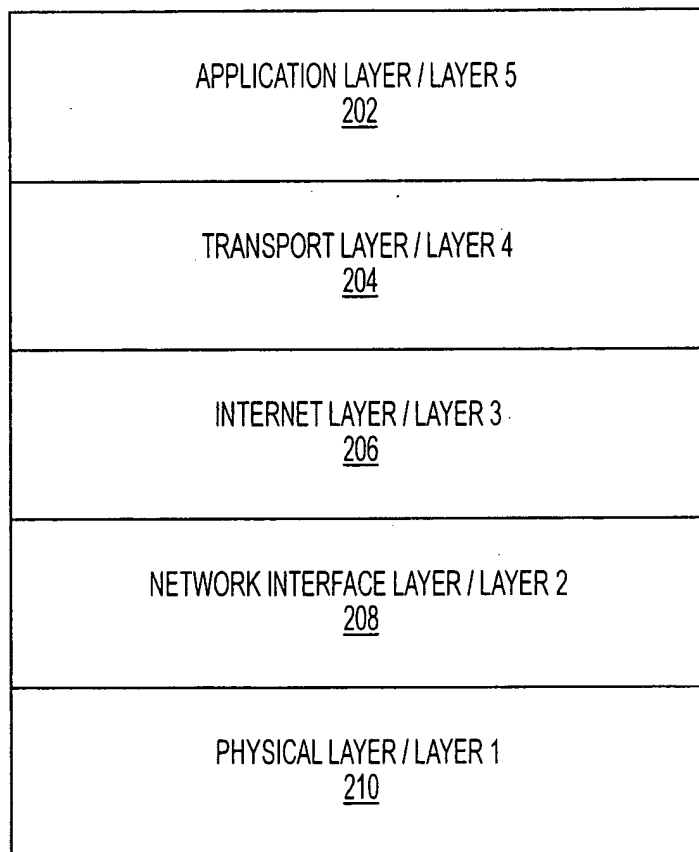 APPLICATION LAYER / LAYER 5
202
TRANSPORT LAYER / LAYER 4
204
INTERNET LAYER / LAYER 3
206
NETWORK INTERFACE LAYER / LAYER 2
208
PHYSICAL LAYER / LAYER 1
210